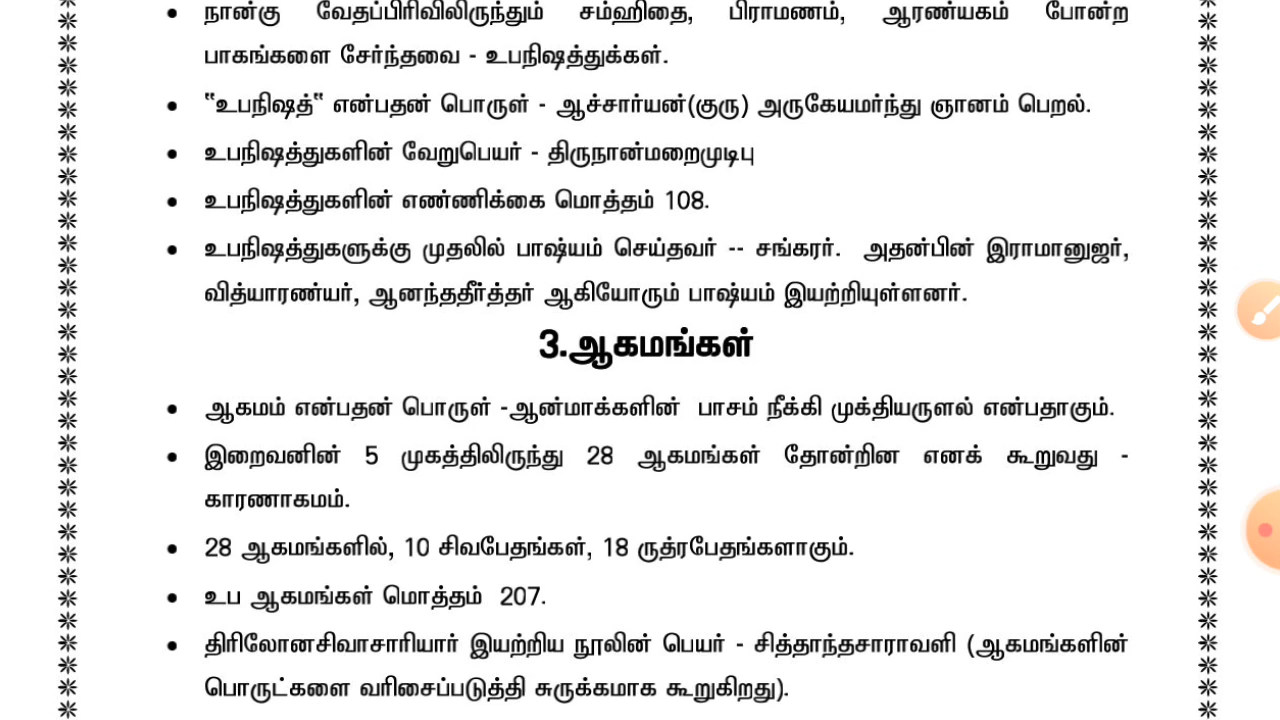 நான்கு வேதப்பிரிவிலிருந்தும் சம்ஹிதை, பிராமணம், ஆரண்யகம் போன்ற
பாகங்களை சேர்ந்தவை - உபநிஷத்துக்கள்.
"உபநிஷத்" என்பதன் பொருள் - ஆச்சார்யன்(குரு) அருகேயமர்ந்து ஞானம் பெறல்.
உபநிஷத்துகளின் வேறுபெயர் - திருநான்மறைமுடிபு
உபநிஷத்துகளின் எண்ணிக்கை மொத்தம் 108.
உபநிஷத்துகளுக்கு முதலில் பாஷ்யம் செய்தவர் -- சங்கரர். அதன்பின் இராமானுஜர்,
வித்யாரண்யர், ஆனந்ததீர்த்தர் ஆகியோரும் பாஷ்யம் இயற்றியுள்ளனர்.
3.ஆகமங்கள்
ஆகமம் என்பதன் பொருள் -ஆன்மாக்களின் பாசம் நீக்கி முக்தியருளல் என்பதாகும்.
இறைவனின் 5 முகத்திலிருந்து 28 ஆகமங்கள் தோன்றின எனக் கூறுவது -
காரணாகமம்.
28 ஆகமங்களில், 10 சிவபேதங்கள், 18 ருத்ரபேதங்களாகும்.
உப ஆகமங்கள் மொத்தம் 207.
திரிலோனசிவாசாரியார் இயற்றிய நூலின் பெயர் - சித்தாந்தசாராவளி (ஆகமங்களின்
பொருட்களை வரிசைப்படுத்தி சுருக்கமாக கூறுகிறது).